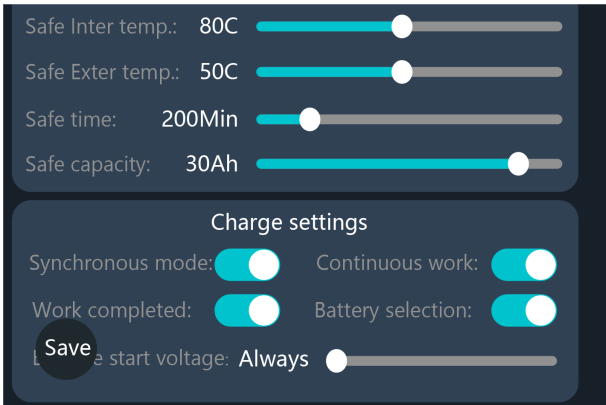 Safe Inter temp.: 80C
Safe Exter temp.: 50C
Safe time: 200Min
Safe capacity: 30Ah
Charge settings
Synchronous mode: Continuous work:
Work completed: Battery selection:
Save
start voltage: Always